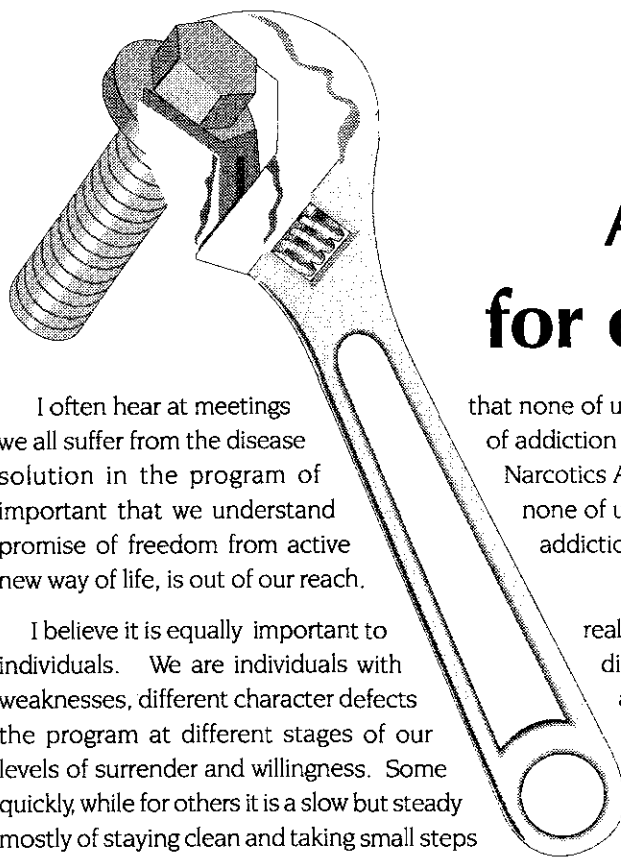 A
for
I often hear at meetings that none of u
we all suffer from the disease of addiction
solution in the program of Narcotics A
important that we understand none of u
promise of freedom from active addictio
new way of life, is out of our reach.
I believe it is equally important to real
individuals. We are individuals with di
weaknesses, different character defects a
the program at different stages of our
levels of surrender and willingness. Some
quickly, while for others it is a slow but steady
mostly of staying clean and taking small steps